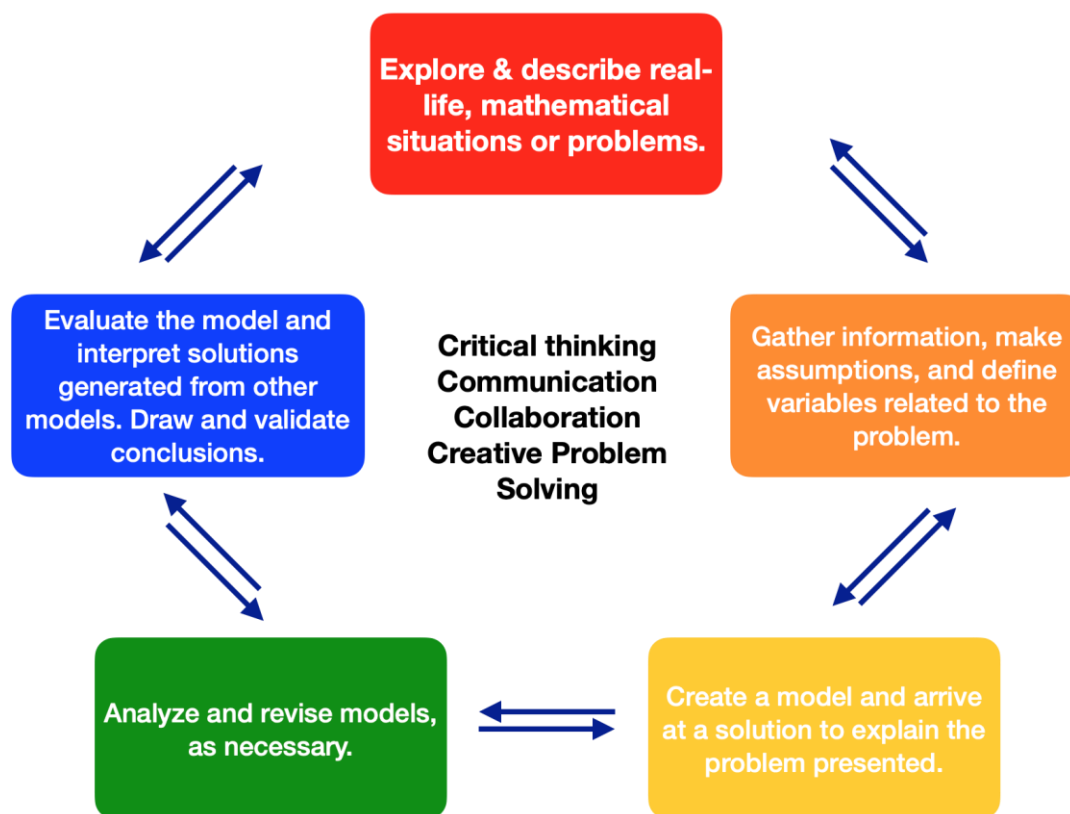 Explore & describe real-
life, mathematical
situations or problems.
Evaluate the model and
interpret solutions
generated from other
models. Draw and validate
conclusions.
Critical thinking
Communication
Collaboration
Creative Problem
Solving
Gather information, make
assumptions, and define
variables related to the
problem.
Analyze and revise models,
as necessary.
Create a model and arrive
at a solution to explain the
problem presented.